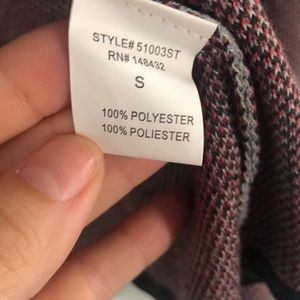 STYLE# 51003ST
RN# 148432
S
100% POLYESTER
100% POLIESTER